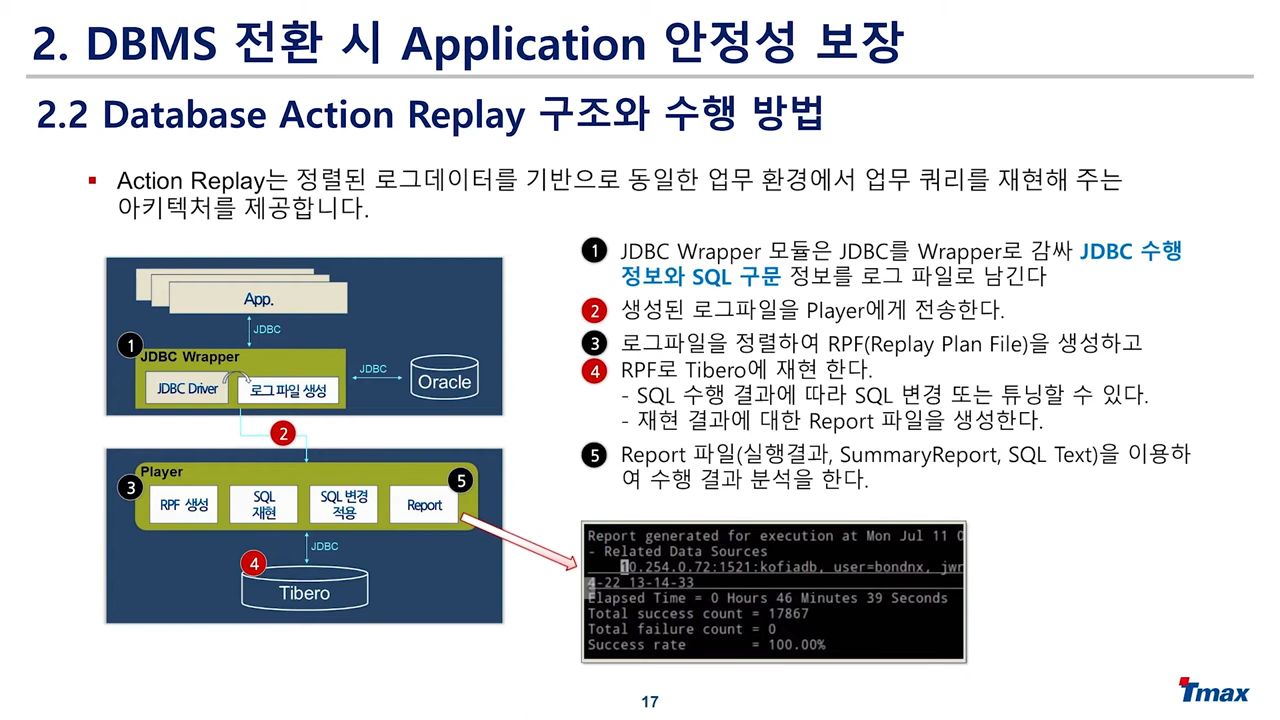 2. DBMS 전환 시 Application 안정성 보장
2.2 Database Action Replay 구조와 수행 방법
▪ Action Replay는 정렬된 로그데이터를 기반으로 동일한 업무 환경에서 업무 쿼리를 재현해 주는
아키텍처를 제공합니다.
App.
JDBC
1
JDBC Wrapper
JDBC Driver
로그 파일 생성
JDBC
Oracle
2
Player
3
5
RPF 생성
SQL
재현
SQL 변경
적용
Report
JDBC
4
Tibero
1 JDBC Wrapper 모듈은 JDBC를 Wrapper로 감싸 JDBC 수행
정보와 SQL 구문 정보를 로그 파일로 남긴다
2 생성된 로그파일을 Player에게 전송한다.
3 로그파일을 정렬하여 RPF(Replay Plan File)을 생성하고
4 RPF로 Tibero에 재현 한다.
- SQL 수행 결과에 따라 SQL 변경 또는 튜닝할 수 있다.
- 재현 결과에 대한 Report 파일을 생성한다.
5 Report 파일(실행결과, SummaryReport, SQL Text)을 이용하
여 수행 결과 분석을 한다.
Report generated for execution at Mon Jul 11 0
- Related Data Sources
10.254.0.72:1521:kofiadb, user=bondnx, jwr
4-22_13-14-33
Elapsed Time = 0 Hours 46 Minutes 39 Seconds
Total success count = 17867
Total failure count = 0
Success rate = 100.00%
17
Tmax